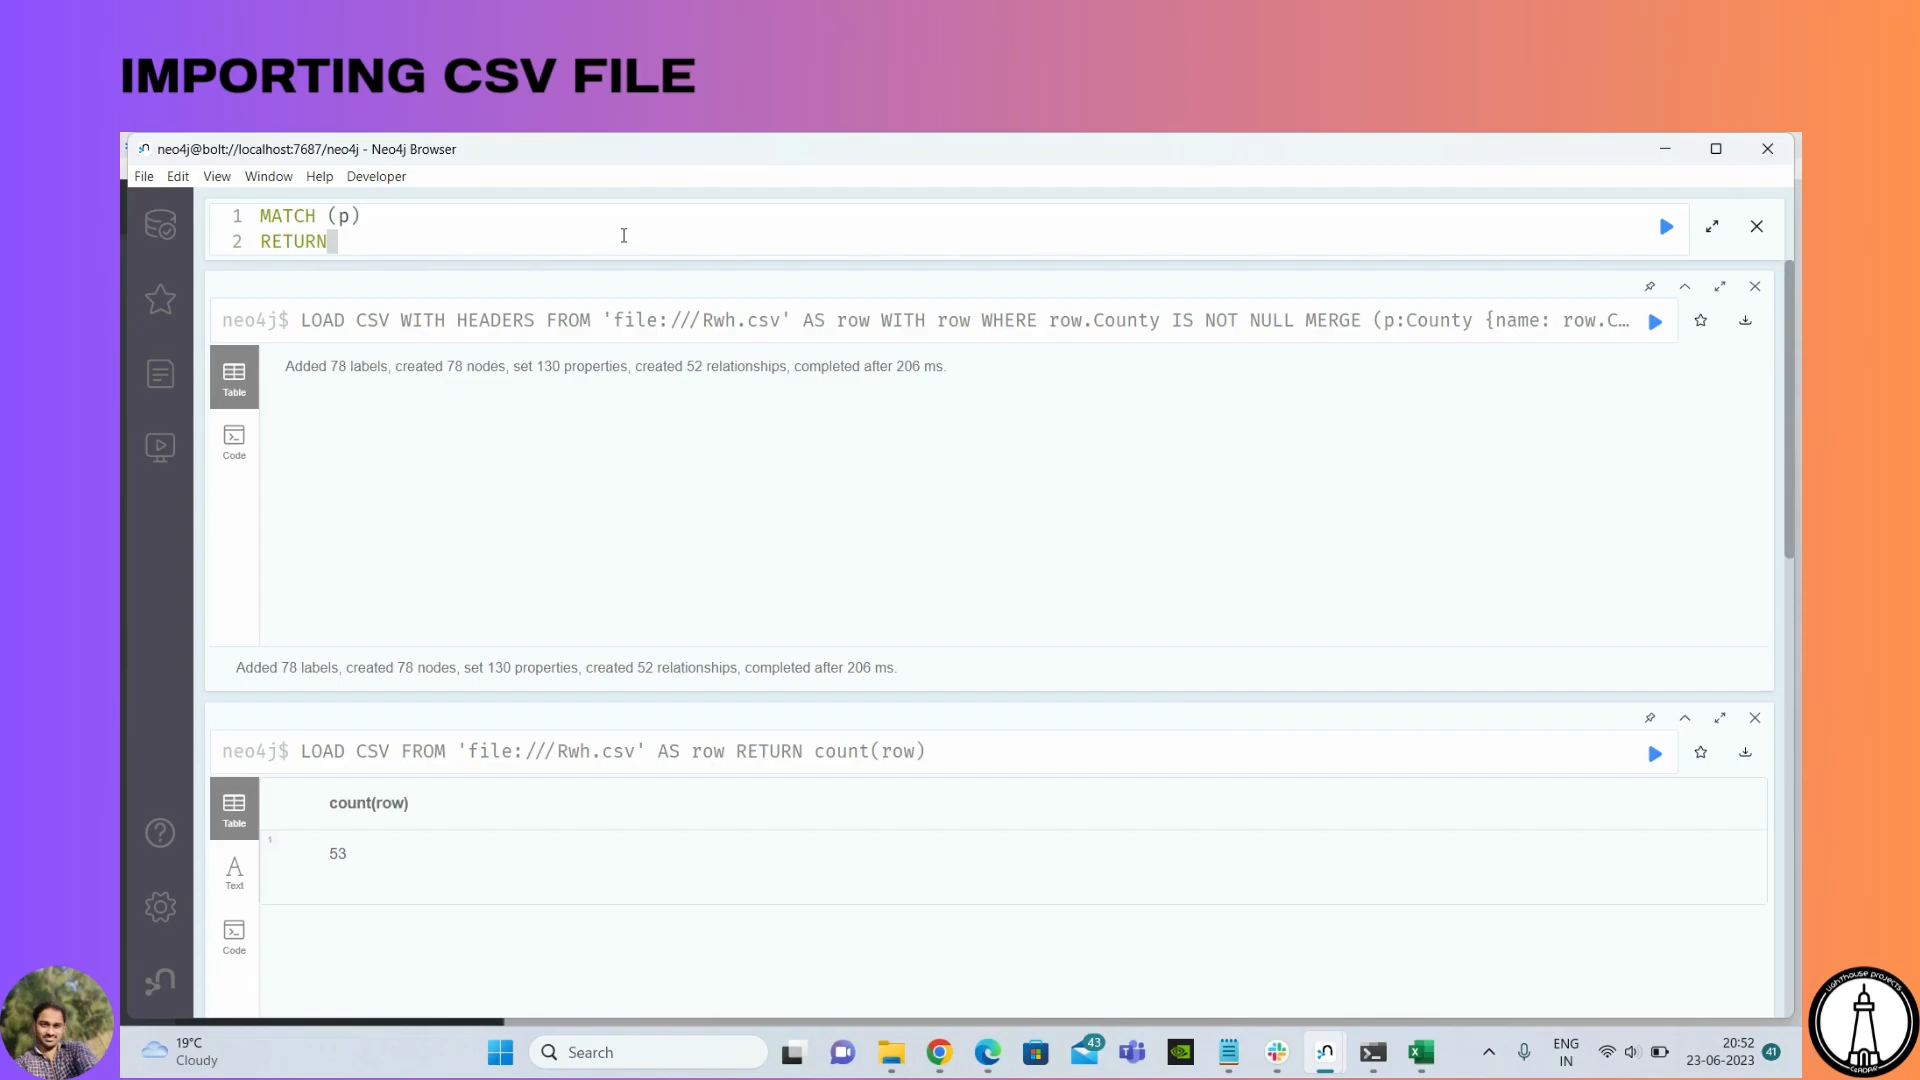 IMPORTING CSV FILE
neo4j@bolt://localhost:7687/neo4j - Neo4j Browser
File Edit View Window Help Developer
1 MATCH (p)
2 RETURN
neo4j$ LOAD CSV WITH HEADERS FROM 'file:///Rwh.csv' AS row WITH row WHERE row.County IS NOT NULL MERGE (p:County {name: row.C…
Table
Added 78 labels, created 78 nodes, set 130 properties, created 52 relationships, completed after 206 ms.
Code
Added 78 labels, created 78 nodes, set 130 properties, created 52 relationships, completed after 206 ms.
neo4j$ LOAD CSV FROM 'file:///Rwh.csv' AS row RETURN count(row)
Table
count(row)
1
53
A
Text
Code
19°C
Cloudy
Search
43
ENG
IN
20:52
23-06-2023
41
Lighthouse projects
CeADAR